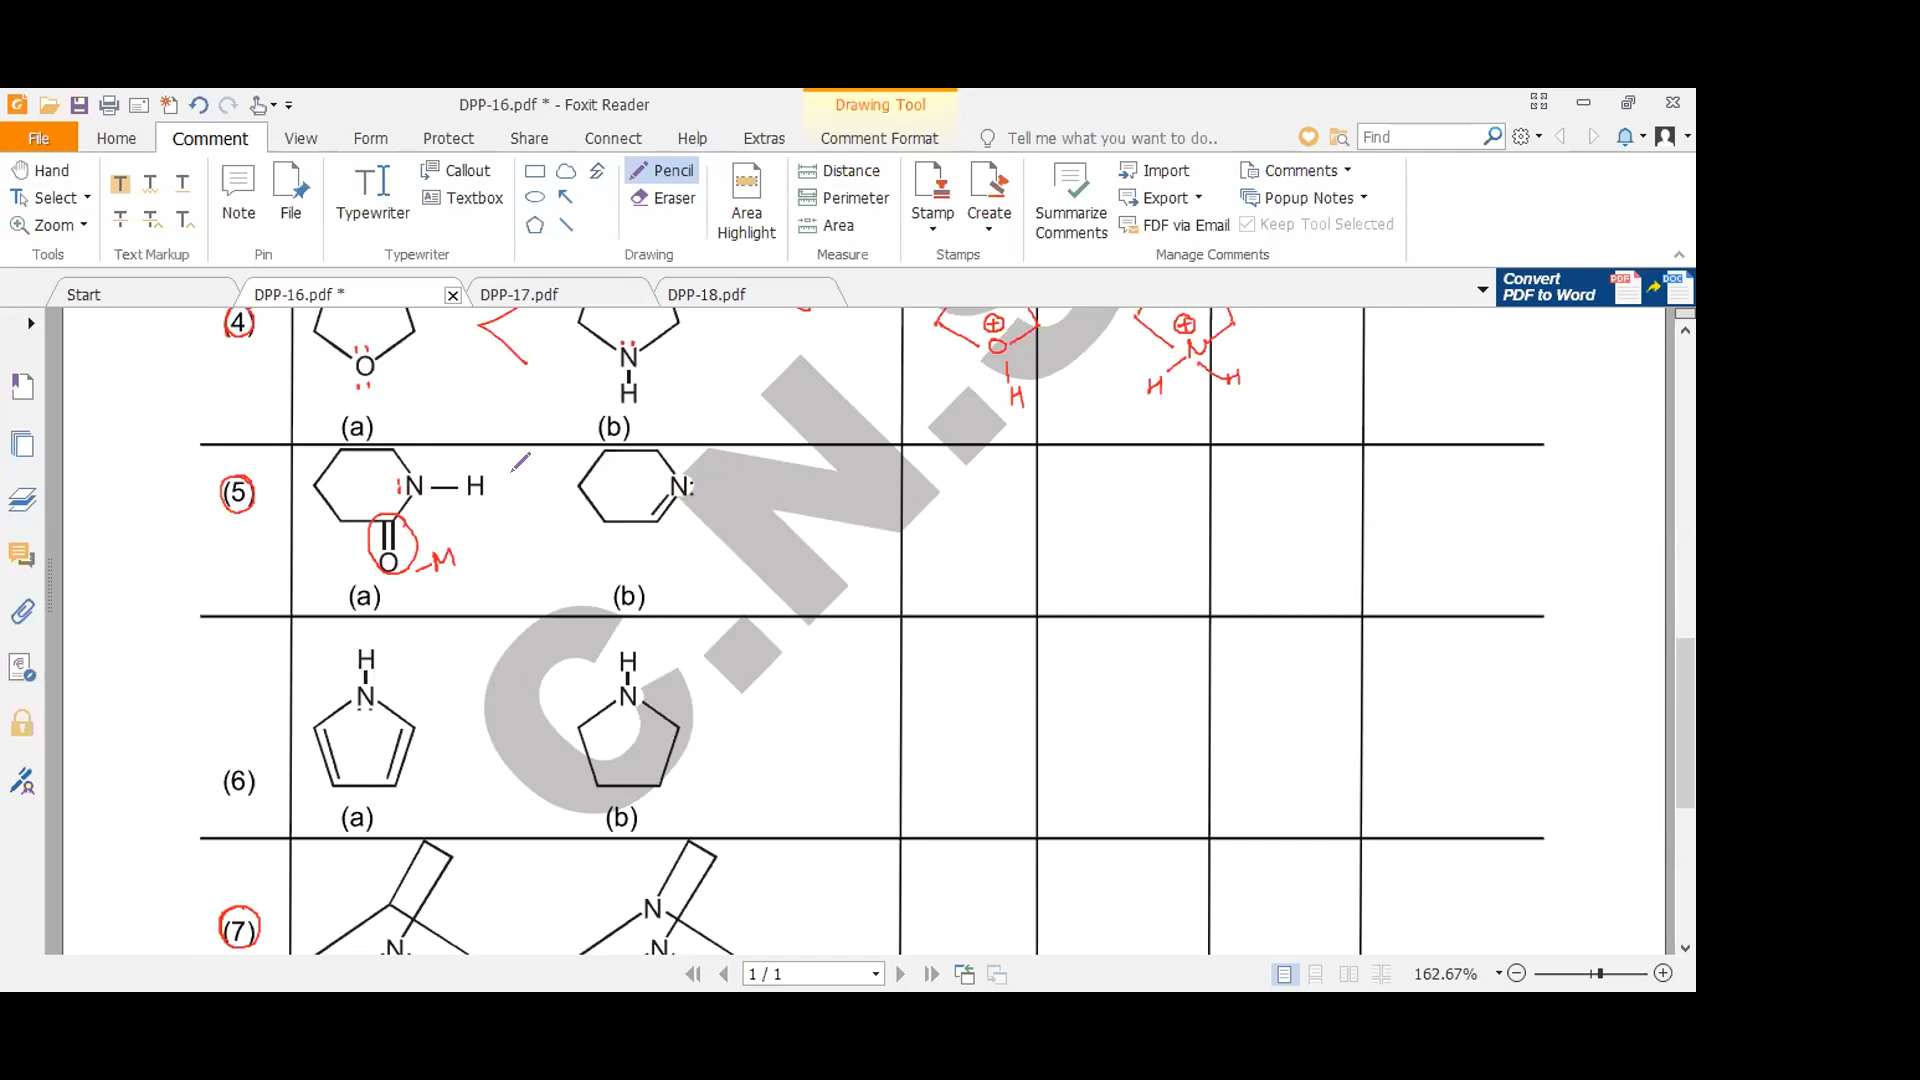 DPP-16.pdf * - Foxit Reader
Drawing Tool
File Home Comment View Form Protect Share Connect Help Extras Comment Format Tell me what you want to do.. Find
Hand
Select
Zoom
Tools
T T T
T T T
Text Markup
Note
File
Pin
Typewriter
Callout
Textbox
Typewriter
Pencil
Eraser
Area
Highlight
Drawing
Distance
Perimeter
Area
Measure
Stamp
Create
Stamps
Summarize
Comments
Import
Export
FDF via Email
Comments
Popup Notes
Keep Tool Selected
Manage Comments
Start
DPP-16.pdf *
DPP-17.pdf
DPP-18.pdf
Convert
PDF to Word
PDF
DOC
(4)
O
(a)
N
H
(b)
⊕
O
H
⊕
N
H H
(5)
N — H
O
-M
(a)
N:
(b)
(6)
H
N
(a)
H
N
(b)
(7)
N
N
N
C.N.S
1 / 1
162.67%